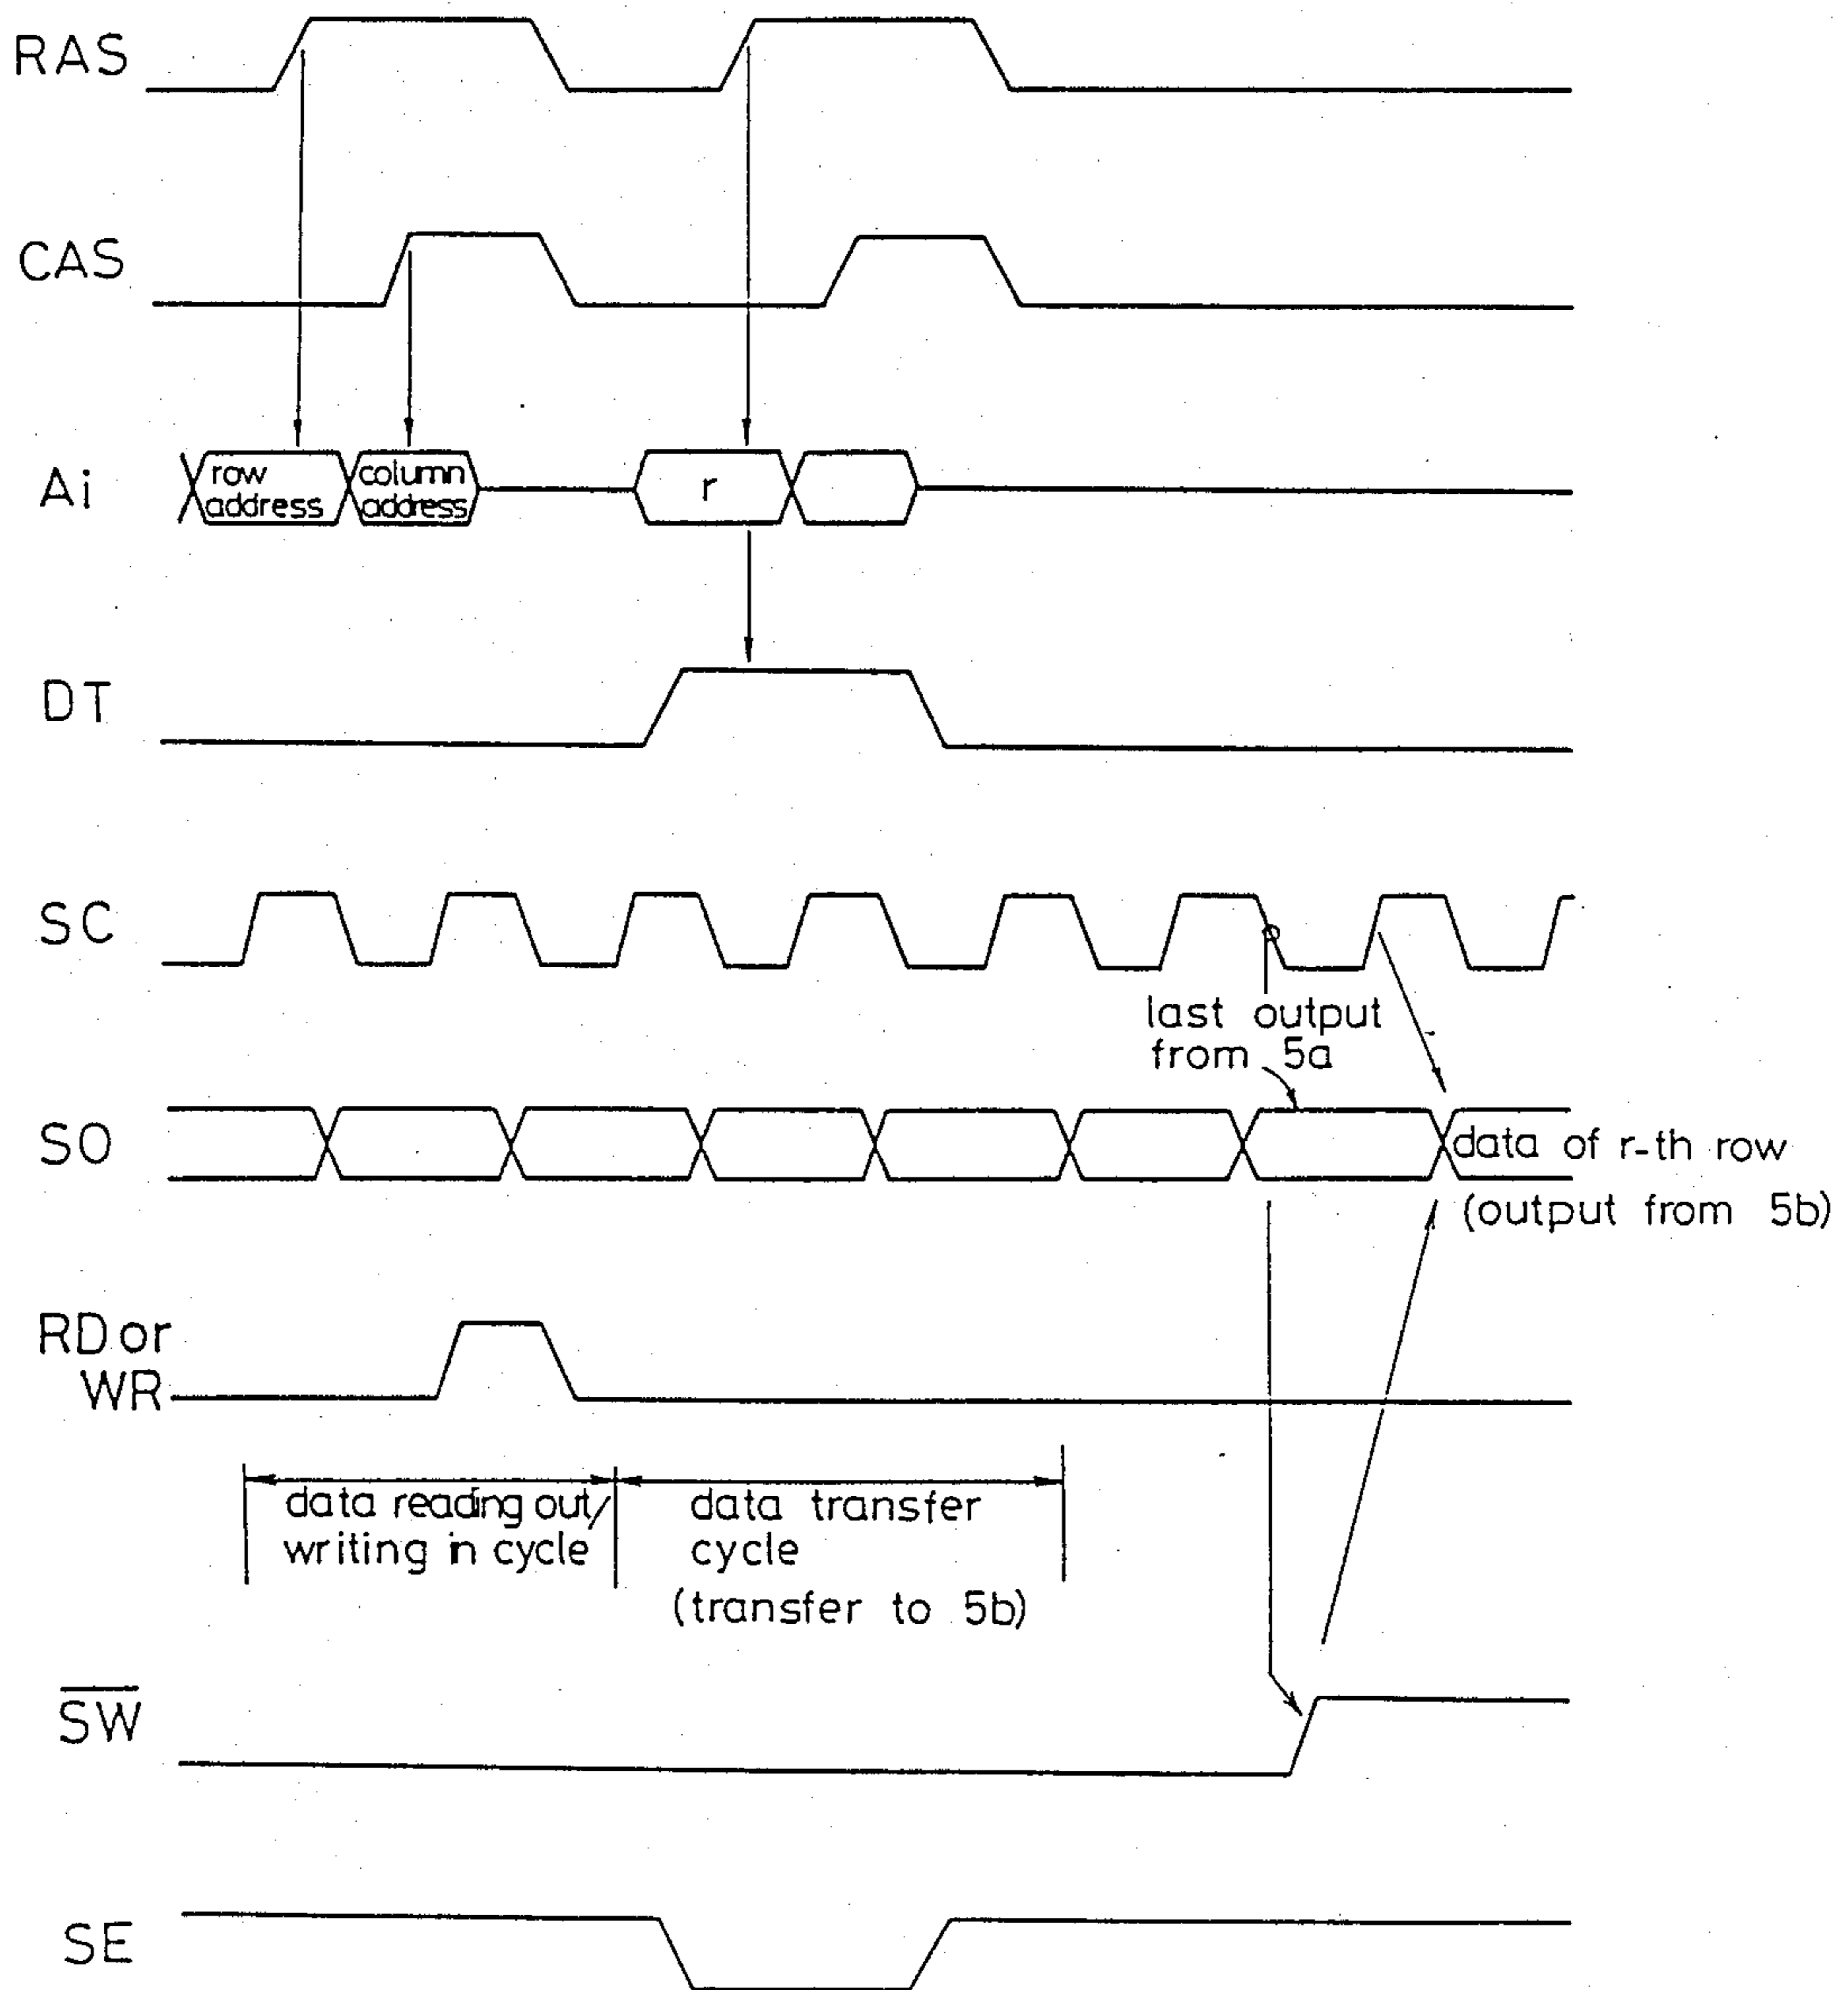 RAS
CAS
Ai
row
address
column
address
r
DT
SC
last output
from 5a
SO
data of r-th row
(output from 5b)
RD or
WR
data reading out/
writing in cycle
data transfer
cycle
(transfer to 5b)
S̅W̅
SE